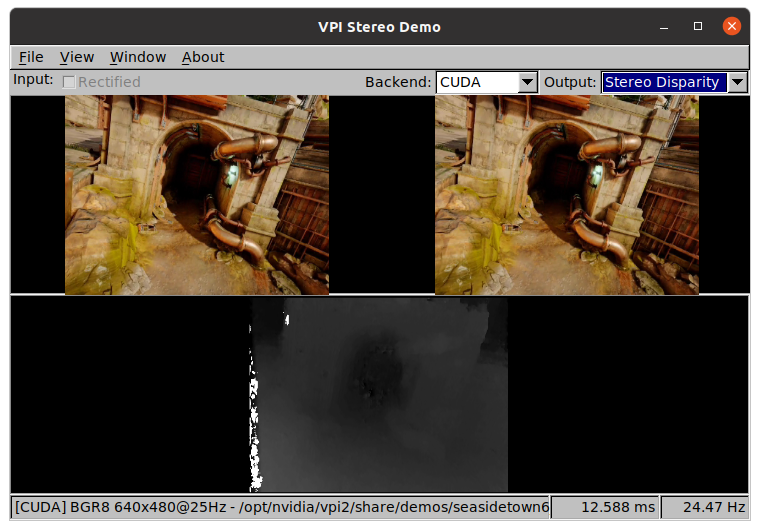 VPI Stereo Demo
File View Window About
Input: Rectified Backend: CUDA Output: Stereo Disparity
[CUDA] BGR8 640x480@25Hz - /opt/nvidia/vpi2/share/demos/seasidetown6 12.588 ms 24.47 Hz